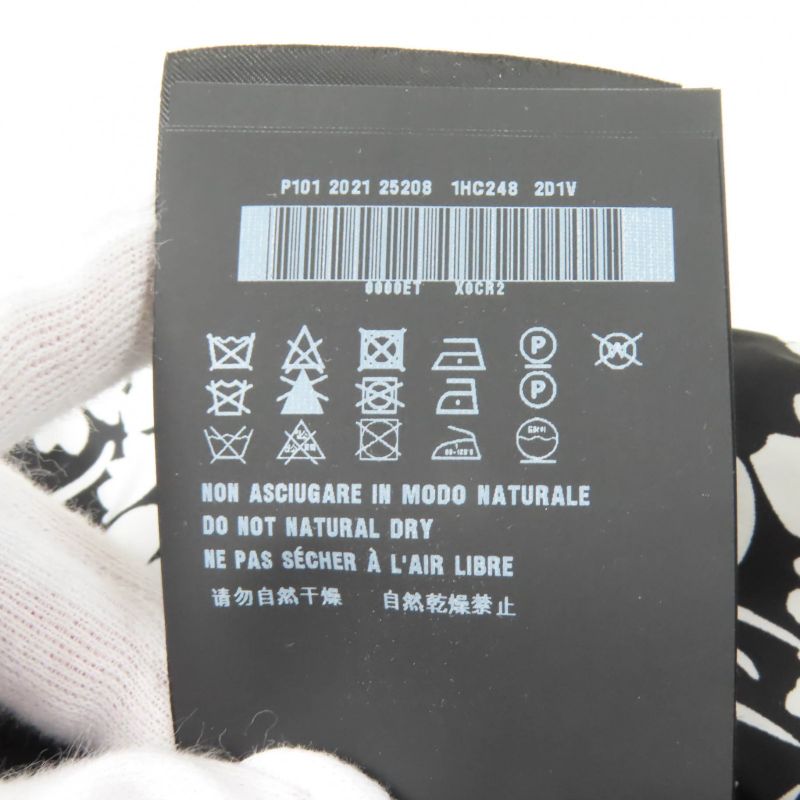 P101 2021 25208 1HC248 2D1V
0000ET X0CR2
P W
P
NON ASCIUGARE IN MODO NATURALE
DO NOT NATURAL DRY
NE PAS SÉCHER À L'AIR LIBRE
请勿自然干燥 自然乾燥禁止